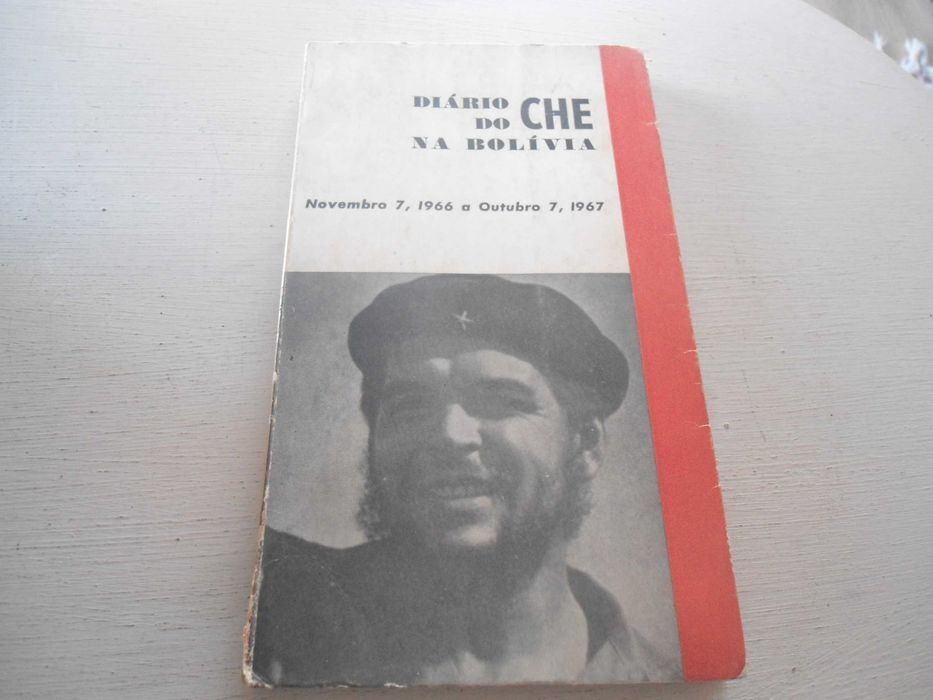 DIÁRIO
DO CHE
NA BOLÍVIA
Novembro 7, 1966 a Outubro 7, 1967